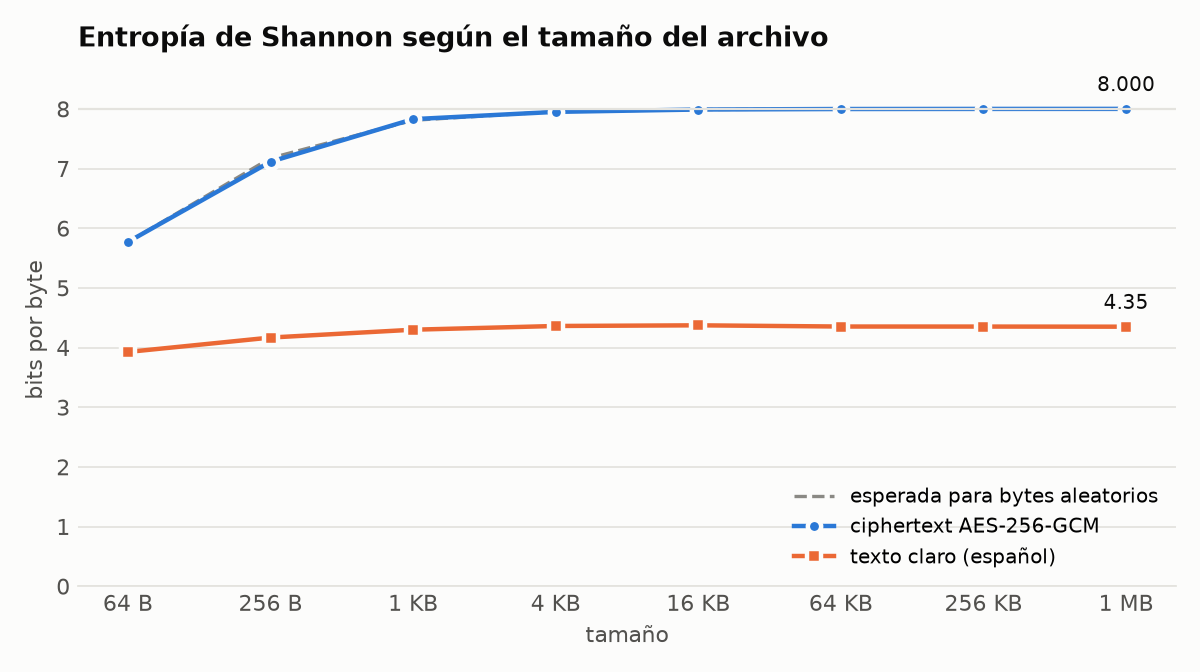 Entropía de Shannon según el tamaño del archivo
8.000
8
7
6
5
4.35
4
3
2
1
0
bits por byte
esperada para bytes aleatorios
ciphertext AES-256-GCM
texto claro (español)
64 B 256 B 1 KB 4 KB 16 KB 64 KB 256 KB 1 MB
tamaño